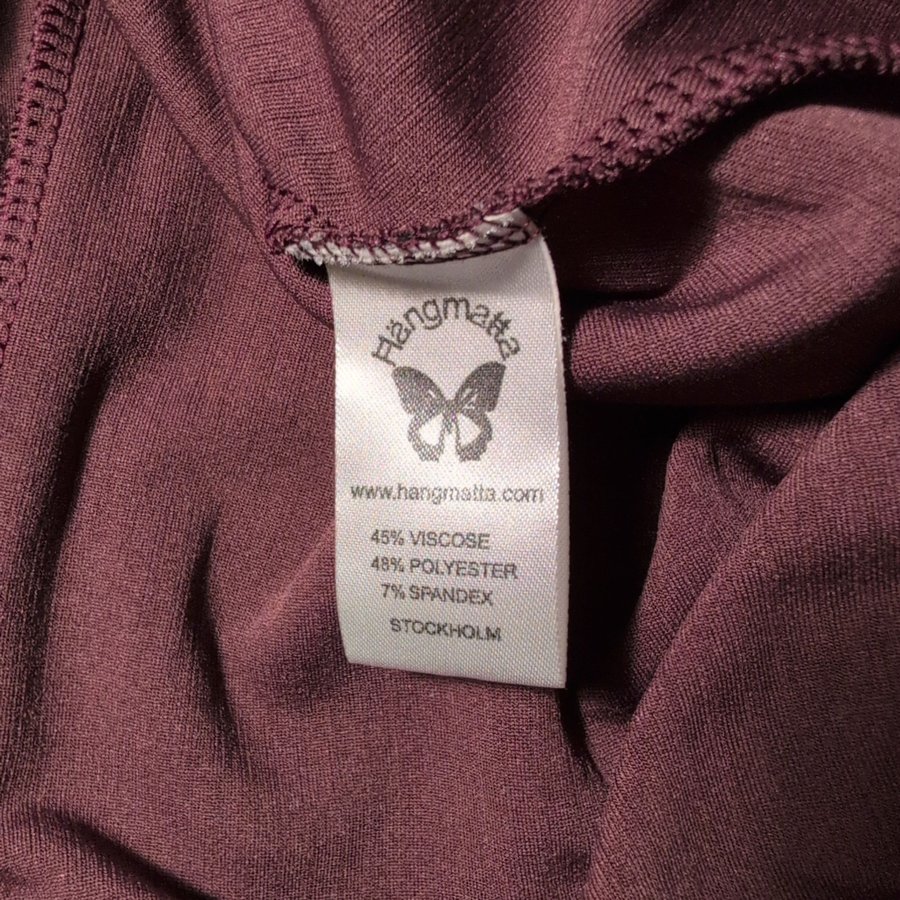 Hängmatta
www.hangmatta.com
45% VISCOSE
48% POLYESTER
7% SPANDEX
STOCKHOLM